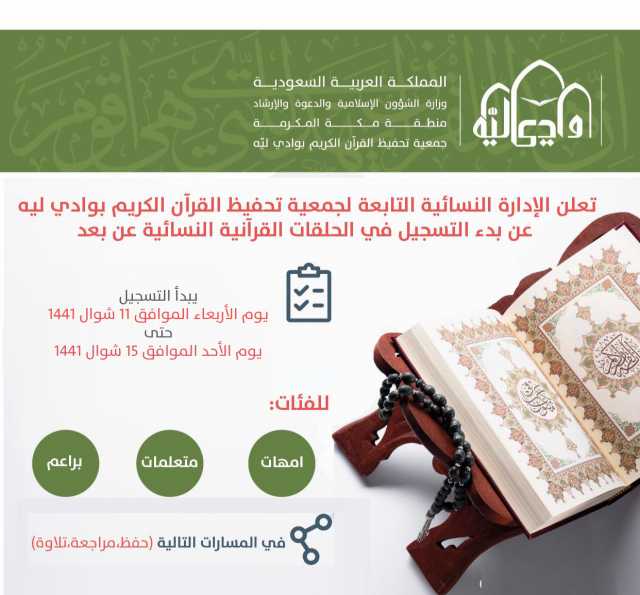 المملكة العربية السعودية
وزارة الشؤون الإسلامية والدعوة والإرشاد
منطقة مكة المكرمة
جمعية تحفيظ القرآن الكريم بوادي ليّه
وادي ليّه
تعلن الإدارة النسائية التابعة لجمعية تحفيظ القرآن الكريم بوادي ليه
عن بدء التسجيل في الحلقات القرآنية النسائية عن بعد
يبدأ التسجيل
يوم الأربعاء الموافق 11 شوال 1441
حتى
يوم الأحد الموافق 15 شوال 1441
للفئات:
امهات
متعلمات
براعم
في المسارات التالية (حفظ،مراجعة،تلاوة)